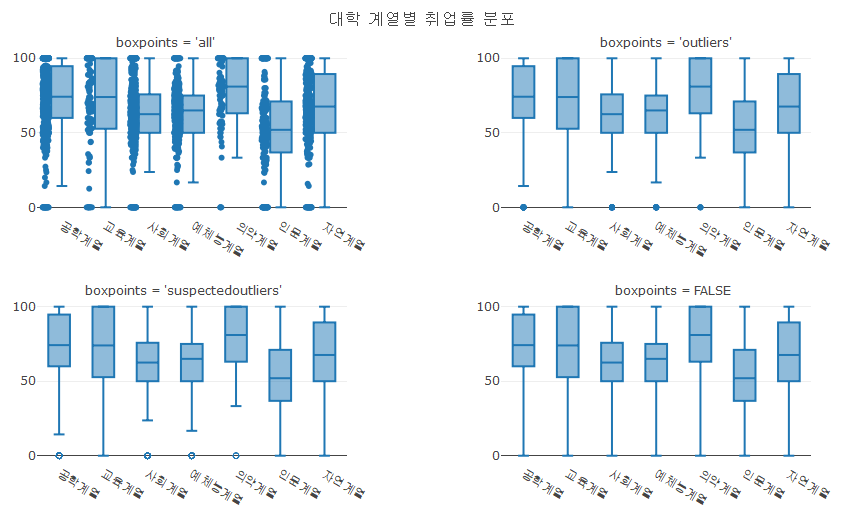 대학 계열별 취업률 분포
boxpoints = 'all'
100
50
0
공학계열
교육계열
사회계열
예체능계열
의약계열
인문계열
자연계열
boxpoints = 'outliers'
100
50
0
공학계열
교육계열
사회계열
예체능계열
의약계열
인문계열
자연계열
boxpoints = 'suspectedoutliers'
100
50
0
공학계열
교육계열
사회계열
예체능계열
의약계열
인문계열
자연계열
boxpoints = FALSE
100
50
0
공학계열
교육계열
사회계열
예체능계열
의약계열
인문계열
자연계열